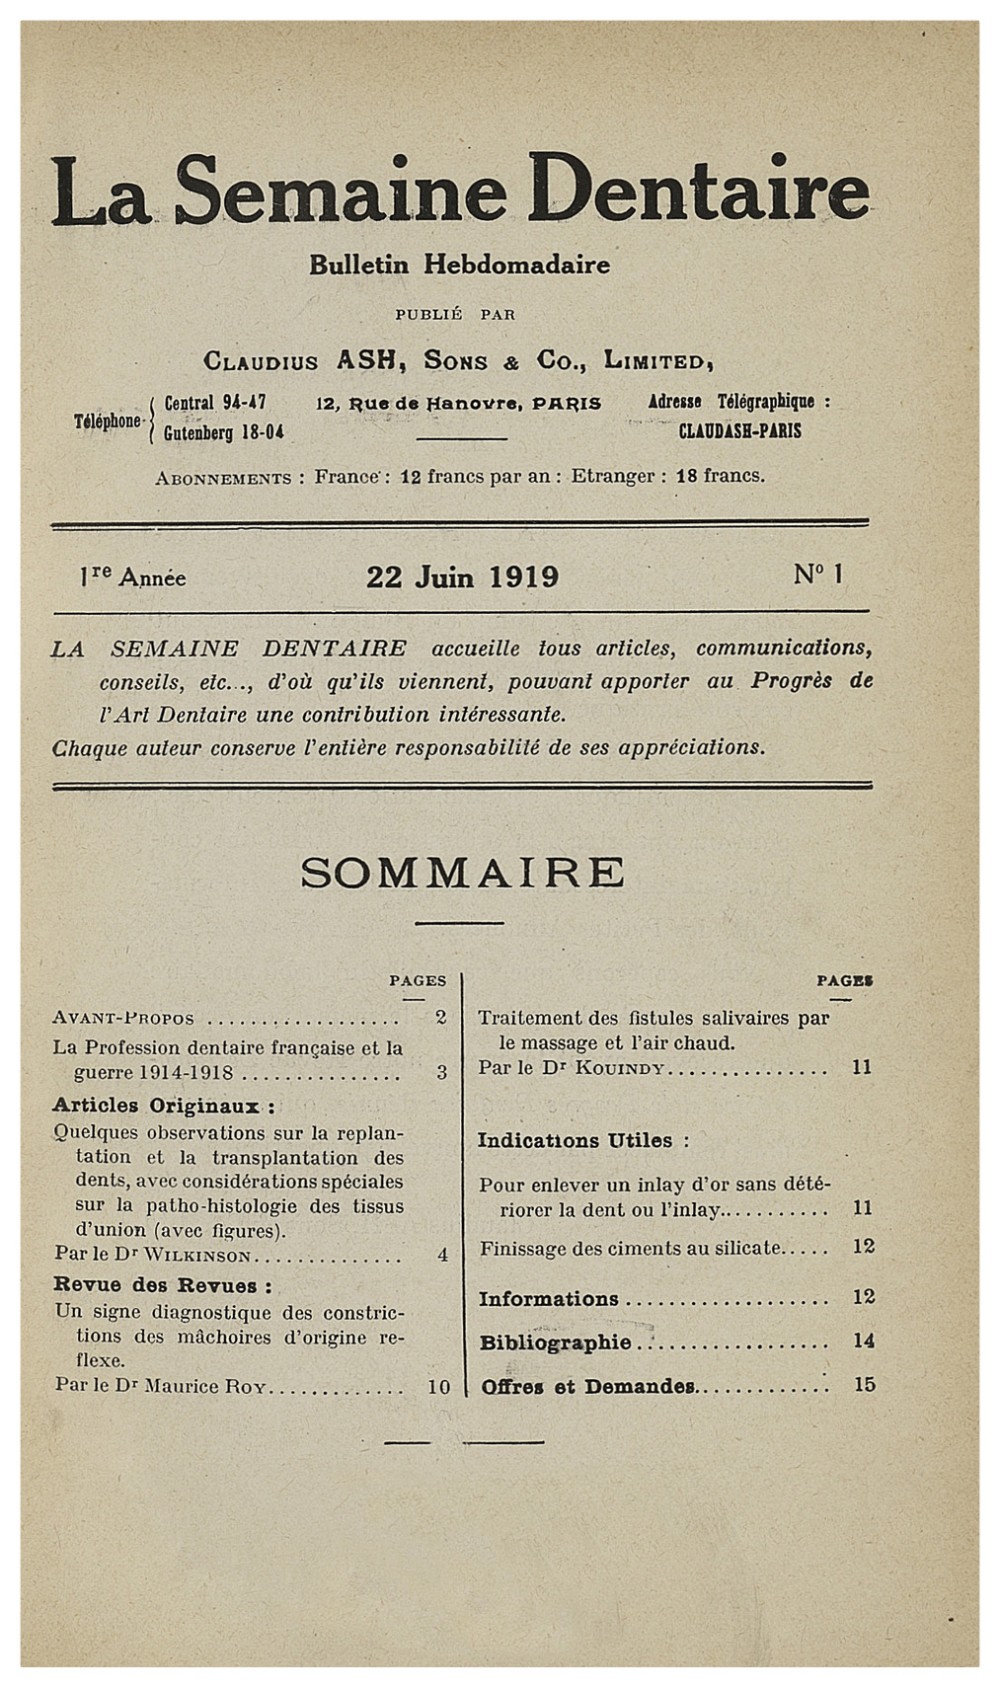 La Semaine Dentaire
Bulletin Hebdomadaire
PUBLIÉ PAR
CLAUDIUS ASH, SONS & CO., LIMITED,
Téléphone { Central 94-47
Gutenberg 18-04
12, Rue de Hanovre, PARIS
Adresse Télégraphique :
CLAUDASH-PARIS
ABONNEMENTS : France : 12 francs par an : Etranger : 18 francs.
1re Année 22 Juin 1919 No 1
LA SEMAINE DENTAIRE accueille tous articles, communications,
conseils, etc..., d'où qu'ils viennent, pouvant apporter au Progrès de
l'Art Dentaire une contribution intéressante.
Chaque auteur conserve l'entière responsabilité de ses appréciations.
SOMMAIRE
PAGES
AVANT-PROPOS .................. 2
La Profession dentaire française et la
guerre 1914-1918 ............... 3
Articles Originaux :
Quelques observations sur la replan-
tation et la transplantation des
dents, avec considérations spéciales
sur la patho-histologie des tissus
d'union (avec figures).
Par le Dr WILKINSON.............. 4
Revue des Revues :
Un signe diagnostique des constric-
tions des mâchoires d'origine re-
flexe.
Par le Dr Maurice ROY............. 10
PAGES
Traitement des fistules salivaires par
le massage et l'air chaud.
Par le Dr KOUINDY............... 11
Indications Utiles :
Pour enlever un inlay d'or sans dété-
riorer la dent ou l'inlay........... 11
Finissage des ciments au silicate..... 12
Informations ................... 12
Bibliographie .................. 14
Offres et Demandes............. 15